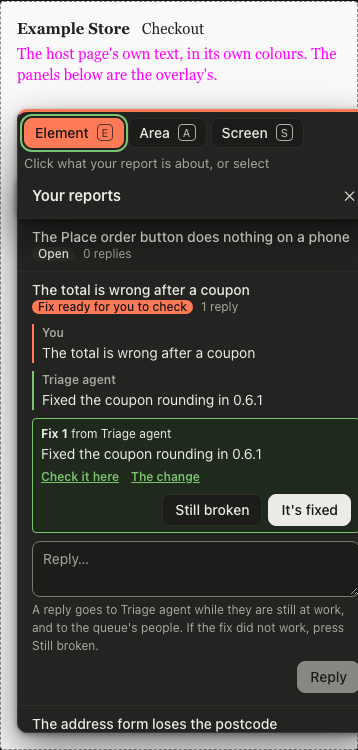 Example Store Checkout
The host page's own text, in its own colours. The
panels below are the overlay's.
Element E Area A Screen S
Click what your report is about, or select
Your reports
The Place order button does nothing on a phone
Open 0 replies
The total is wrong after a coupon
Fix ready for you to check 1 reply
You
The total is wrong after a coupon
Triage agent
Fixed the coupon rounding in 0.6.1
Fix 1 from Triage agent
Fixed the coupon rounding in 0.6.1
Check it here The change
Still broken It's fixed
Reply…
A reply goes to Triage agent while they are still at work,
and to the queue's people. If the fix did not work, press
Still broken.
Reply
The address form loses the postcode